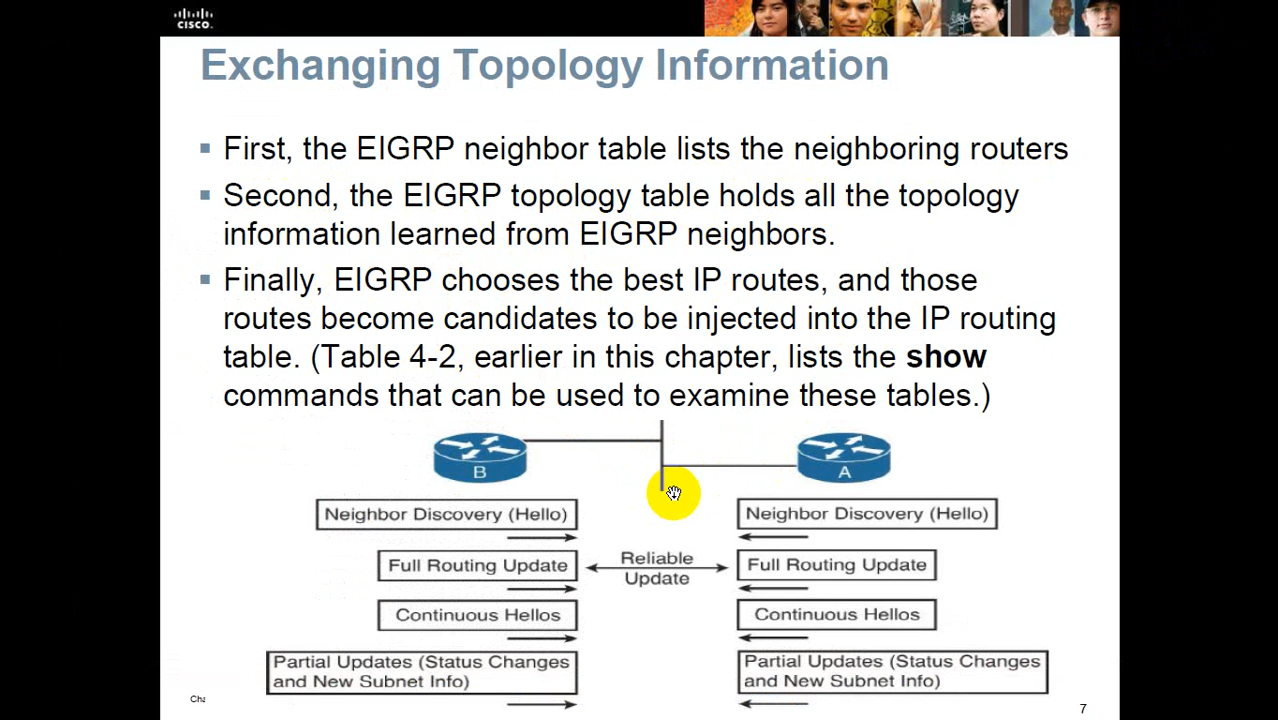 CISCO
Exchanging Topology Information
First, the EIGRP neighbor table lists the neighboring routers
Second, the EIGRP topology table holds all the topology
information learned from EIGRP neighbors.
Finally, EIGRP chooses the best IP routes, and those
routes become candidates to be injected into the IP routing
table. (Table 4-2, earlier in this chapter, lists the show
commands that can be used to examine these tables.)
B
A
Neighbor Discovery (Hello)
Neighbor Discovery (Hello)
Full Routing Update
Reliable
Update
Full Routing Update
Continuous Hellos
Continuous Hellos
Partial Updates (Status Changes
and New Subnet Info)
Partial Updates (Status Changes
and New Subnet Info)
7